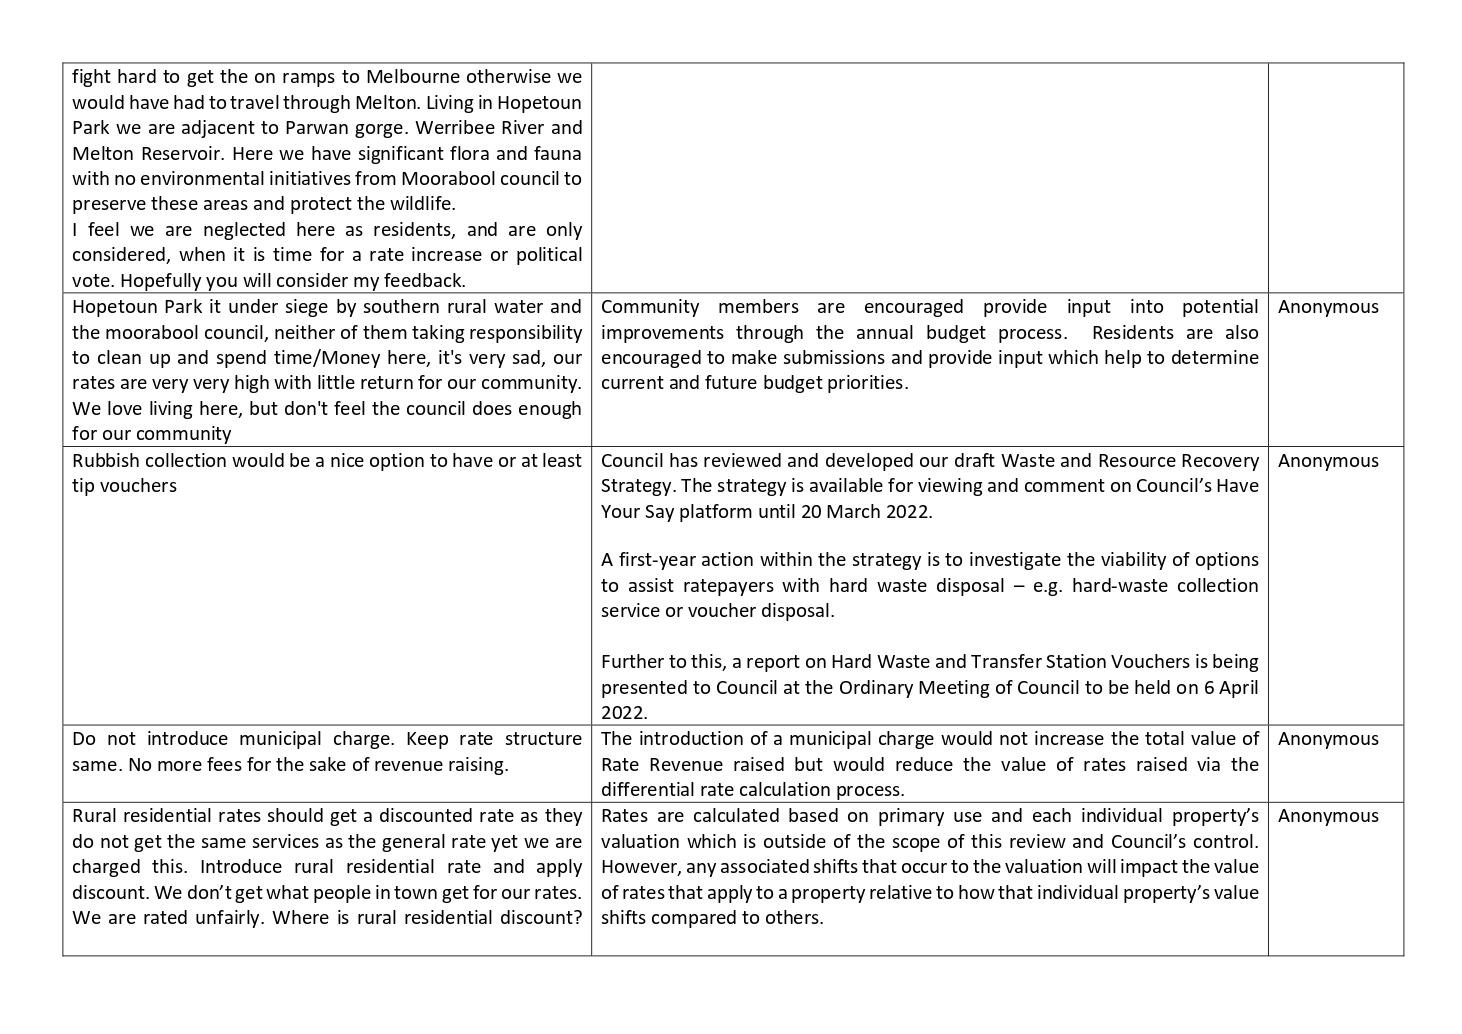 fight hard to get the on ramps to Melbourne otherwise we
would have had to travel through Melton. Living in Hopetoun
Park we are adjacent to Parwan gorge. Werribee River and
Melton Reservoir. Here we have significant flora and fauna
with no environmental initiatives from Moorabool council to
preserve these areas and protect the wildlife.
I feel we are neglected here as residents, and are only
considered, when it is time for a rate increase or political
vote. Hopefully you will consider my feedback.
Hopetoun Park it under siege by southern rural water and
the moorabool council, neither of them taking responsibility
to clean up and spend time/Money here, it's very sad, our
rates are very very high with little return for our community.
We love living here, but don't feel the council does enough
for our community
Community members are encouraged provide input into potential
improvements through the annual budget process. Residents are also
encouraged to make submissions and provide input which help to determine
current and future budget priorities.
Anonymous
Rubbish collection would be a nice option to have or at least
tip vouchers
Council has reviewed and developed our draft Waste and Resource Recovery
Strategy. The strategy is available for viewing and comment on Council’s Have
Your Say platform until 20 March 2022.
A first-year action within the strategy is to investigate the viability of options
to assist ratepayers with hard waste disposal – e.g. hard-waste collection
service or voucher disposal.
Further to this, a report on Hard Waste and Transfer Station Vouchers is being
presented to Council at the Ordinary Meeting of Council to be held on 6 April
2022.
Anonymous
Do not introduce municipal charge. Keep rate structure
same. No more fees for the sake of revenue raising.
The introduction of a municipal charge would not increase the total value of
Rate Revenue raised but would reduce the value of rates raised via the
differential rate calculation process.
Anonymous
Rural residential rates should get a discounted rate as they
do not get the same services as the general rate yet we are
charged this. Introduce rural residential rate and apply
discount. We don’t get what people in town get for our rates.
We are rated unfairly. Where is rural residential discount?
Rates are calculated based on primary use and each individual property’s
valuation which is outside of the scope of this review and Council’s control.
However, any associated shifts that occur to the valuation will impact the value
of rates that apply to a property relative to how that individual property’s value
shifts compared to others.
Anonymous